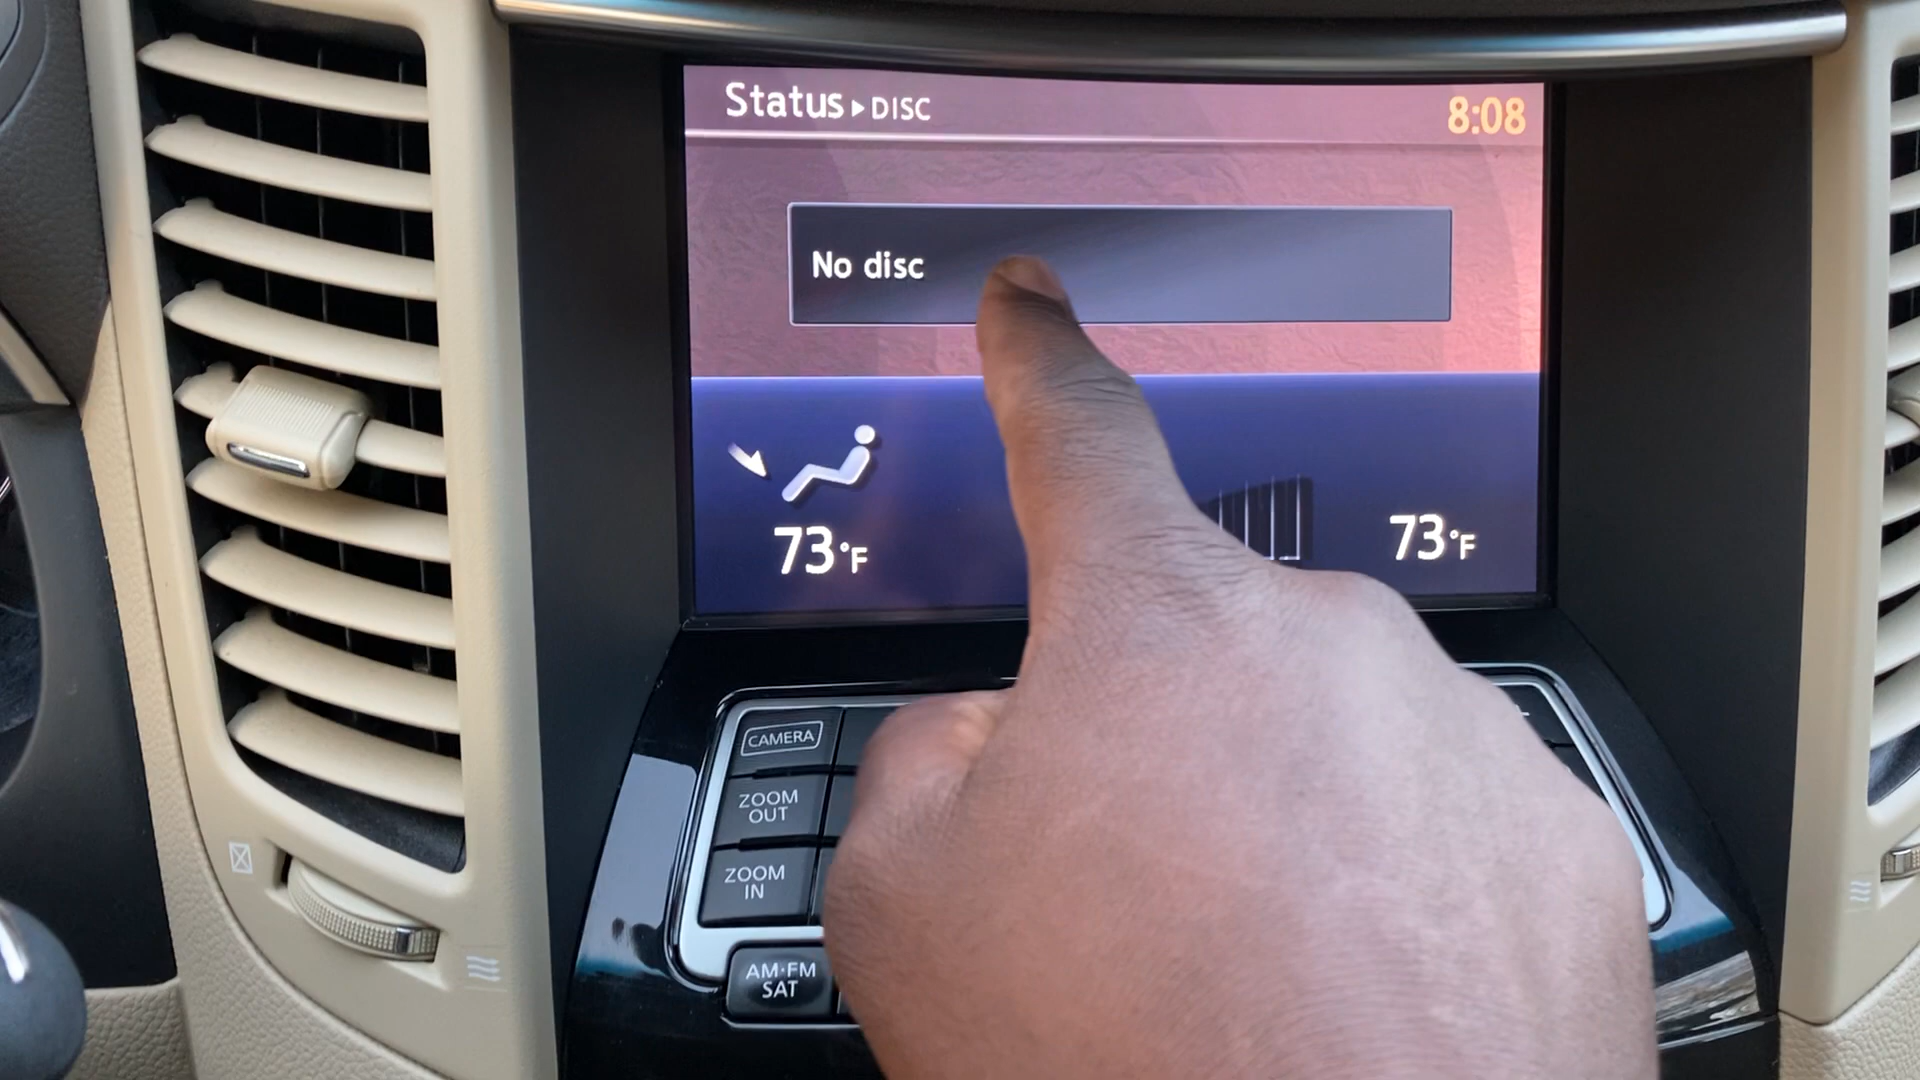 Status▸DISC
8:08
No disc
73°F
73°F
CAMERA
ZOOM
OUT
ZOOM
IN
AM·FM
SAT